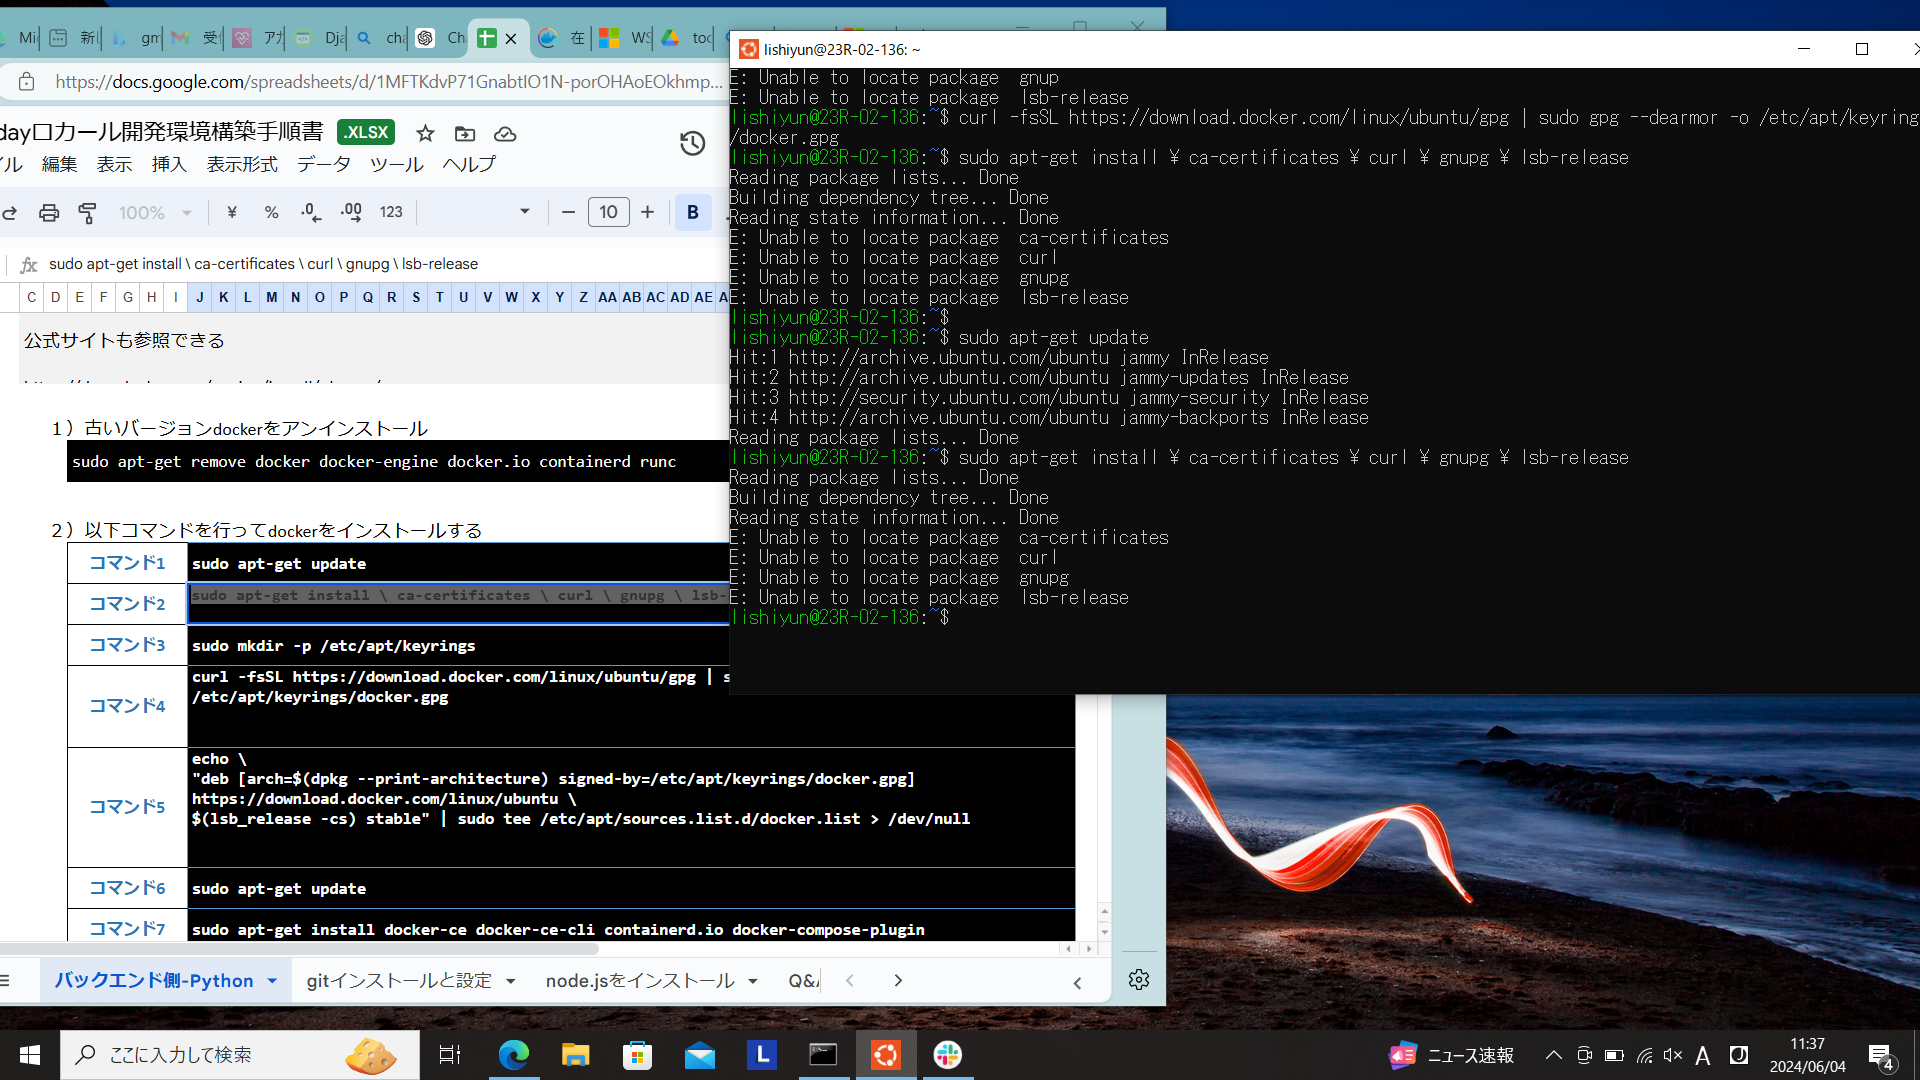 Mi
新し
gm
受信
アカ
Dja
cha
Ch
在
WS
toc
https://docs.google.com/spreadsheets/d/1MFTKdvP71GnabtIO1N-porOHAoEOkhmp...
dayロカール開発環境構築手順書 .XLSX
イル 編集 表示 挿入 表示形式 データ ツール ヘルプ
100% ¥ % .0 .00 123 10 B
fx sudo apt-get install \ ca-certificates \ curl \ gnupg \ lsb-release
C D E F G H I J K L M N O P Q R S T U V W X Y Z AA AB AC AD AE A
公式サイトも参照できる
1）古いバージョンdockerをアンインストール
sudo apt-get remove docker docker-engine docker.io containerd runc
2）以下コマンドを行ってdockerをインストールする
コマンド1 sudo apt-get update
コマンド2 sudo apt-get install \ ca-certificates \ curl \ gnupg \ lsb-
コマンド3 sudo mkdir -p /etc/apt/keyrings
コマンド4 curl -fsSL https://download.docker.com/linux/ubuntu/gpg | s
/etc/apt/keyrings/docker.gpg
コマンド5 echo \
"deb [arch=$(dpkg --print-architecture) signed-by=/etc/apt/keyrings/docker.gpg]
https://download.docker.com/linux/ubuntu \
$(lsb_release -cs) stable" | sudo tee /etc/apt/sources.list.d/docker.list > /dev/null
コマンド6 sudo apt-get update
コマンド7 sudo apt-get install docker-ce docker-ce-cli containerd.io docker-compose-plugin
バックエンド側-Python gitインストールと設定 node.jsをインストール Q&A
lishiyun@23R-02-136: ~
E: Unable to locate package  gnup
E: Unable to locate package  lsb-release
lishiyun@23R-02-136:~$ curl -fsSL https://download.docker.com/linux/ubuntu/gpg | sudo gpg --dearmor -o /etc/apt/keyring
/docker.gpg
lishiyun@23R-02-136:~$ sudo apt-get install ¥ ca-certificates ¥ curl ¥ gnupg ¥ lsb-release
Reading package lists... Done
Building dependency tree... Done
Reading state information... Done
E: Unable to locate package  ca-certificates
E: Unable to locate package  curl
E: Unable to locate package  gnupg
E: Unable to locate package  lsb-release
lishiyun@23R-02-136:~$
lishiyun@23R-02-136:~$ sudo apt-get update
Hit:1 http://archive.ubuntu.com/ubuntu jammy InRelease
Hit:2 http://archive.ubuntu.com/ubuntu jammy-updates InRelease
Hit:3 http://security.ubuntu.com/ubuntu jammy-security InRelease
Hit:4 http://archive.ubuntu.com/ubuntu jammy-backports InRelease
Reading package lists... Done
lishiyun@23R-02-136:~$ sudo apt-get install ¥ ca-certificates ¥ curl ¥ gnupg ¥ lsb-release
Reading package lists... Done
Building dependency tree... Done
Reading state information... Done
E: Unable to locate package  ca-certificates
E: Unable to locate package  curl
E: Unable to locate package  gnupg
E: Unable to locate package  lsb-release
lishiyun@23R-02-136:~$
ここに入力して検索
L
ニュース速報
A
11:37
2024/06/04
4